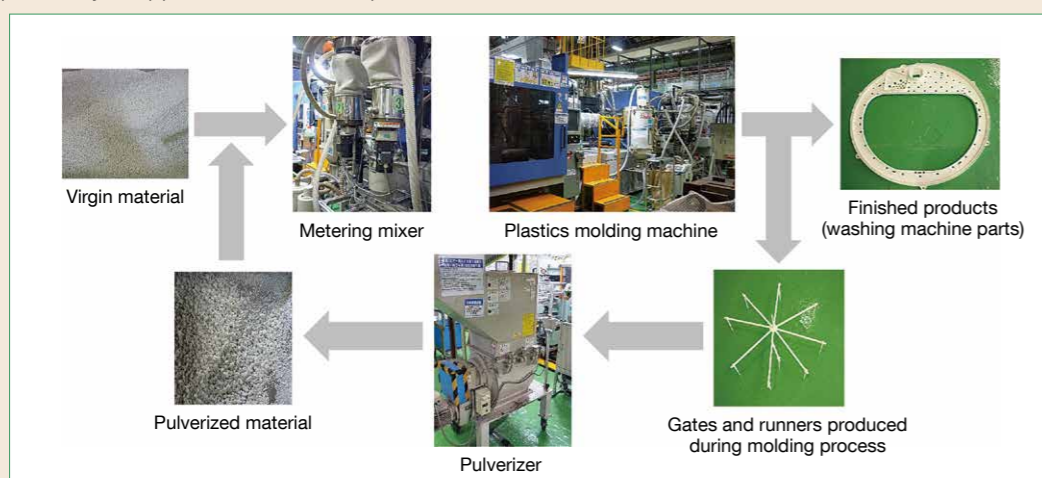 Virgin material
Metering mixer
Plastics molding machine
Finished products
(washing machine parts)
Pulverized material
Pulverizer
Gates and runners produced
during molding process